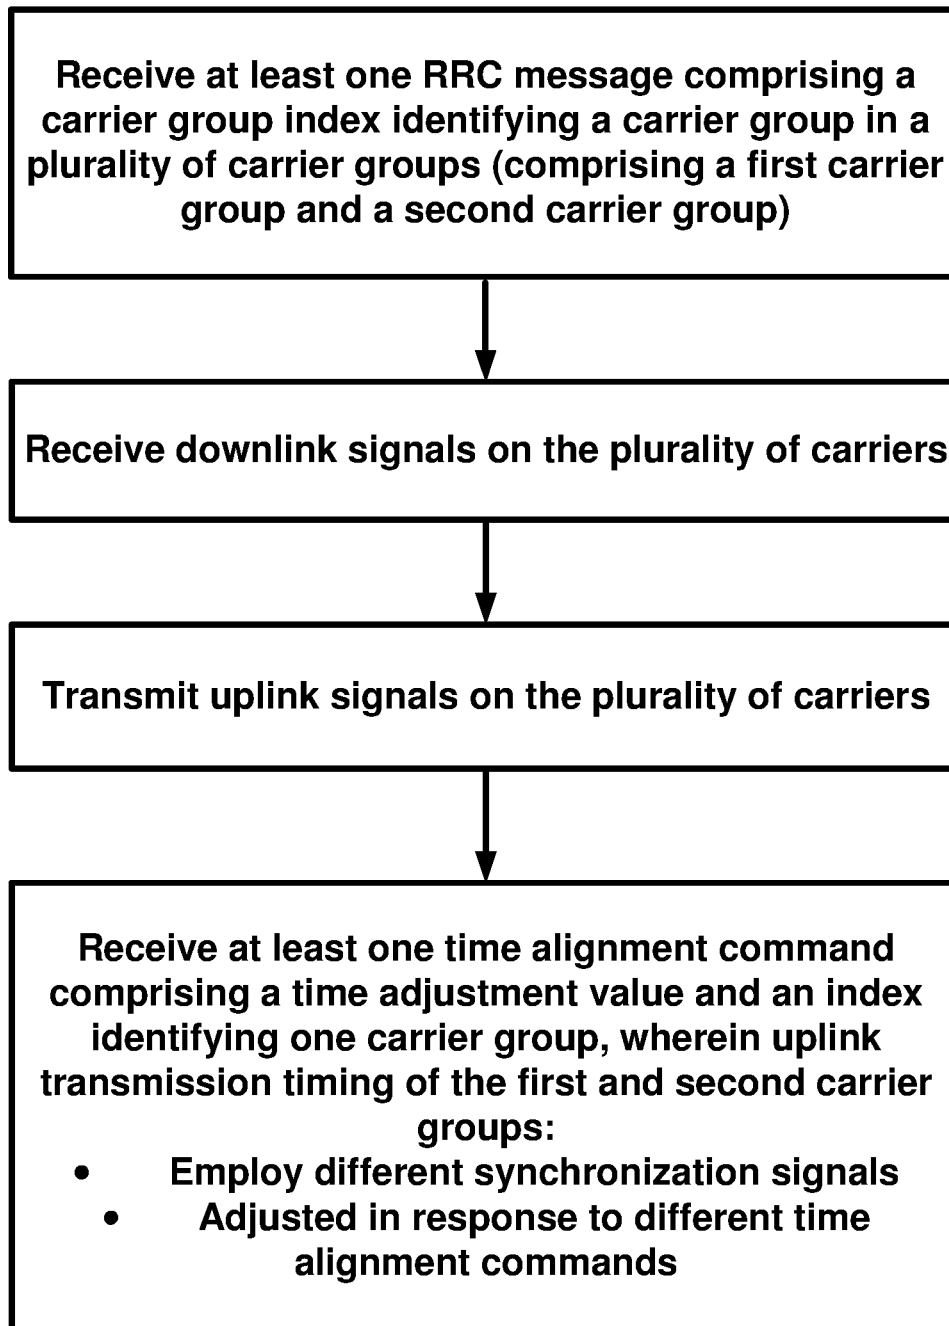 Receive at least one RRC message comprising a
carrier group index identifying a carrier group in a
plurality of carrier groups (comprising a first carrier
group and a second carrier group)
Receive downlink signals on the plurality of carriers
Transmit uplink signals on the plurality of carriers
Receive at least one time alignment command
comprising a time adjustment value and an index
identifying one carrier group, wherein uplink
transmission timing of the first and second carrier
groups:
• Employ different synchronization signals
• Adjusted in response to different time
alignment commands